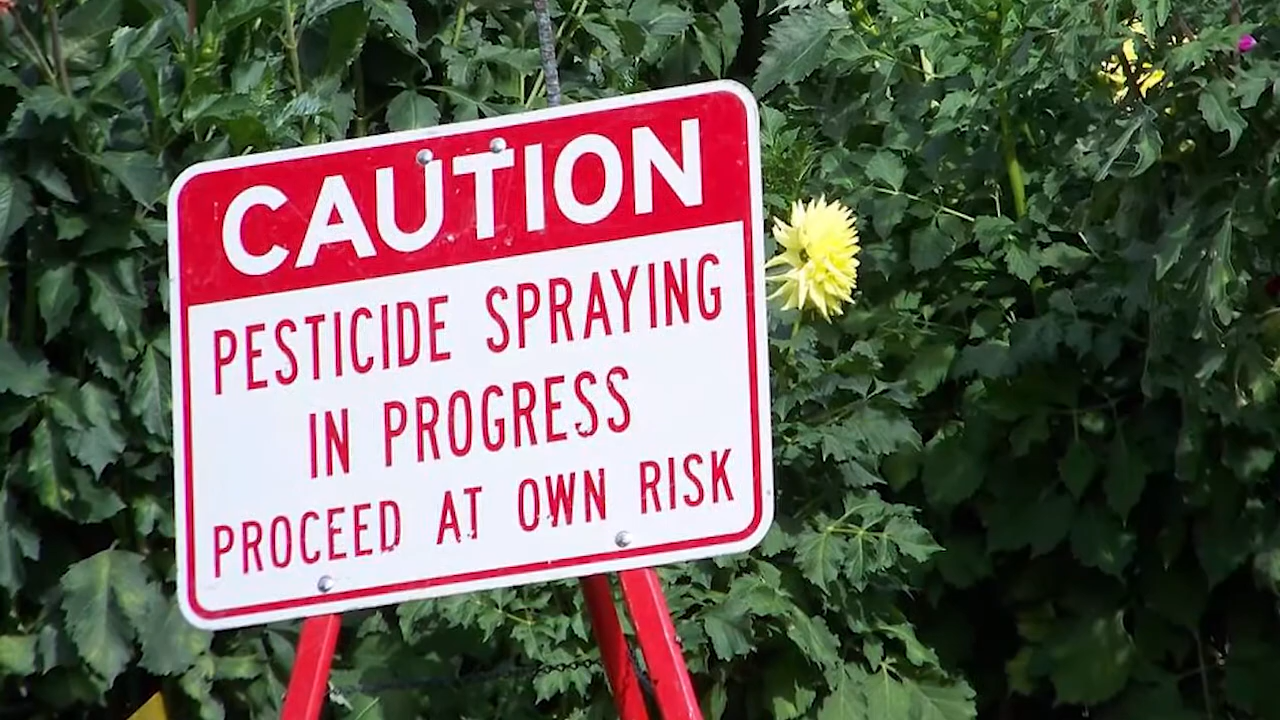 CAUTION
PESTICIDE SPRAYING
IN PROGRESS
PROCEED AT OWN RISK